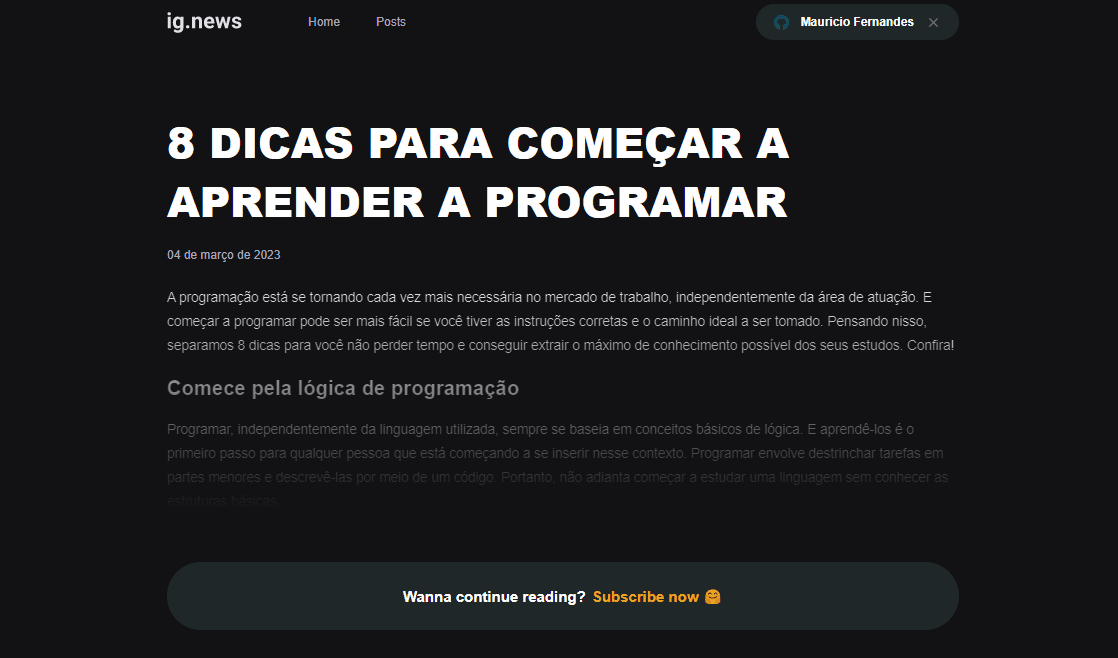 ig.news
Home
Posts
Mauricio Fernandes
8 DICAS PARA COMEÇAR A
APRENDER A PROGRAMAR
04 de março de 2023
A programação está se tornando cada vez mais necessária no mercado de trabalho, independentemente da área de atuação. E
começar a programar pode ser mais fácil se você tiver as instruções corretas e o caminho ideal a ser tomado. Pensando nisso,
separamos 8 dicas para você não perder tempo e conseguir extrair o máximo de conhecimento possível dos seus estudos. Confira!
Comece pela lógica de programação
Programar, independentemente da linguagem utilizada, sempre se baseia em conceitos básicos de lógica. E aprendê-los é o
primeiro passo para qualquer pessoa que está começando a se inserir nesse contexto. Programar envolve destrinchar tarefas em
partes menores e descrevê-las por meio de um código. Portanto, não adianta começar a estudar uma linguagem sem conhecer as
estruturas básicas.
Wanna continue reading? Subscribe now 🤗